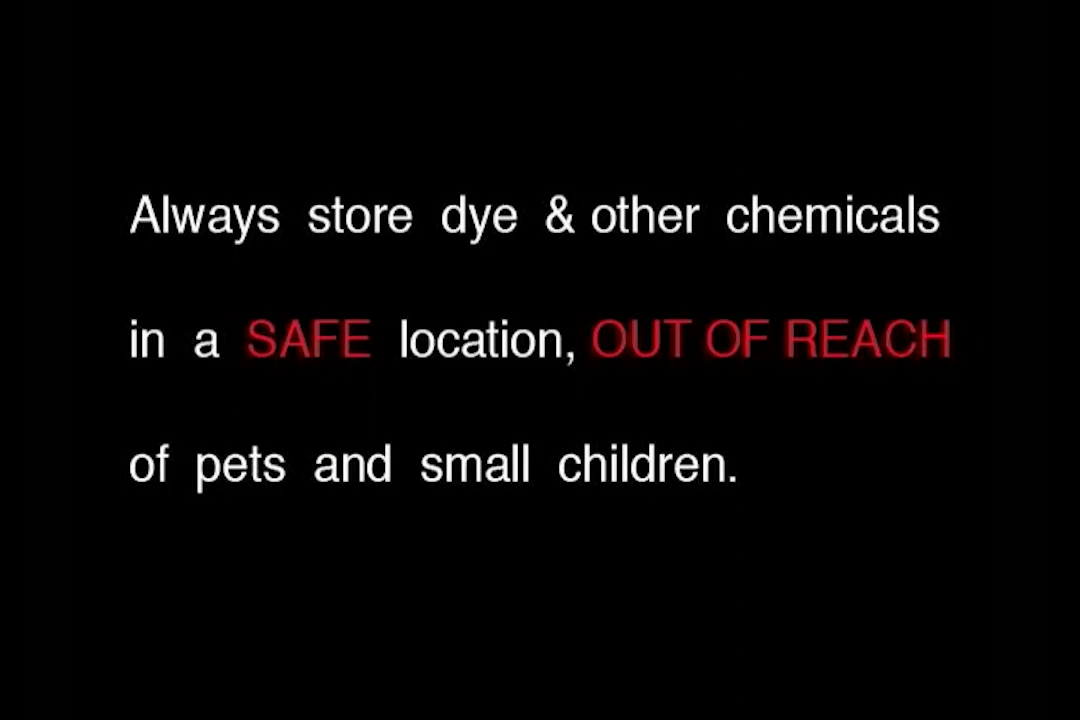 Always store dye & other chemicals
in a SAFE location, OUT OF REACH
of pets and small children.